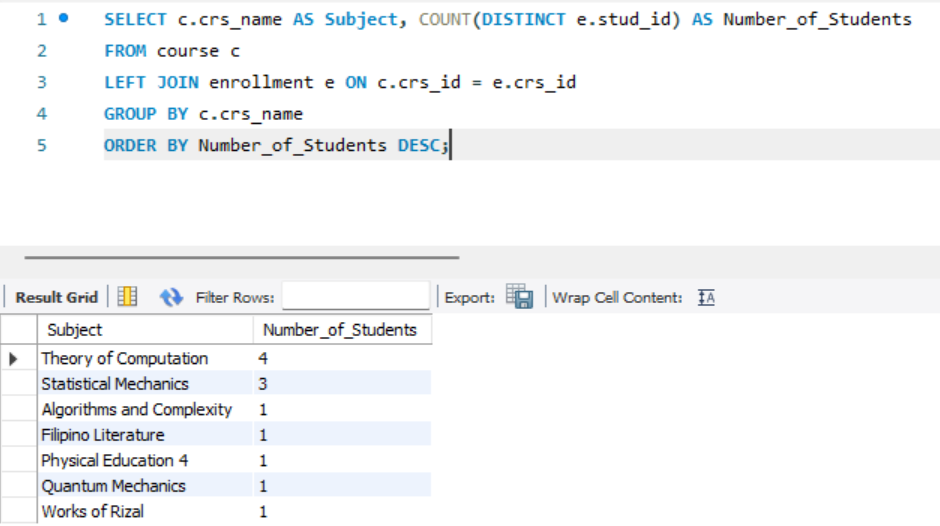 1 SELECT c.crs_name AS Subject, COUNT(DISTINCT e.stud_id) AS Number_of_Students
2 FROM course c
3 LEFT JOIN enrollment e ON c.crs_id = e.crs_id
4 GROUP BY c.crs_name
5 ORDER BY Number_of_Students DESC;
Result Grid Filter Rows: Export: Wrap Cell Content: IA
Subject Number_of_Students
Theory of Computation 4
Statistical Mechanics 3
Algorithms and Complexity 1
Filipino Literature 1
Physical Education 4 1
Quantum Mechanics 1
Works of Rizal 1